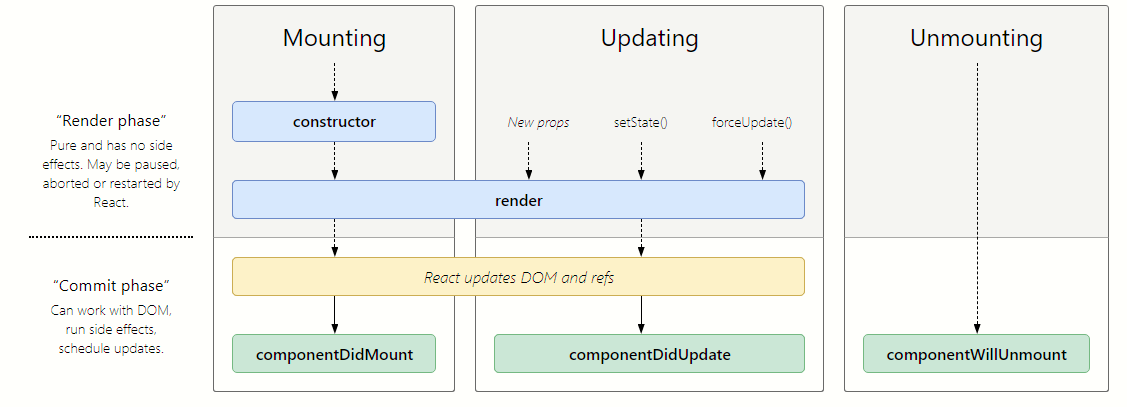 Mounting
Updating
Unmounting
“Render phase”
Pure and has no side
effects. May be paused,
aborted or restarted by
React.
constructor
New props
setState()
forceUpdate()
render
“Commit phase”
Can work with DOM,
run side effects,
schedule updates.
React updates DOM and refs
componentDidMount
componentDidUpdate
componentWillUnmount